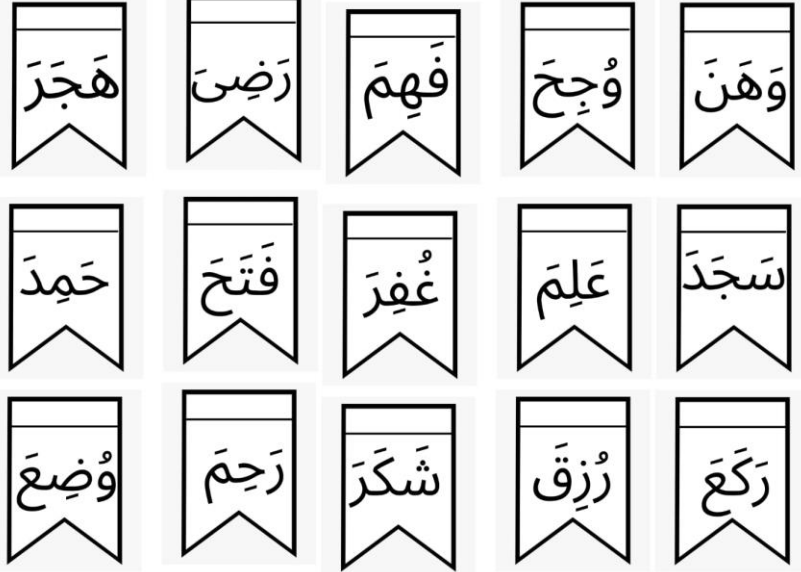 وَهَنَ وُجِحَ فَهِمَ رَضِىَ هَجَرَ
سَجَدَ عَلِمَ غُفِرَ فَتَحَ حَمِدَ
رَكَعَ رُزِقَ شَكَرَ رَحِمَ وُضِعَ